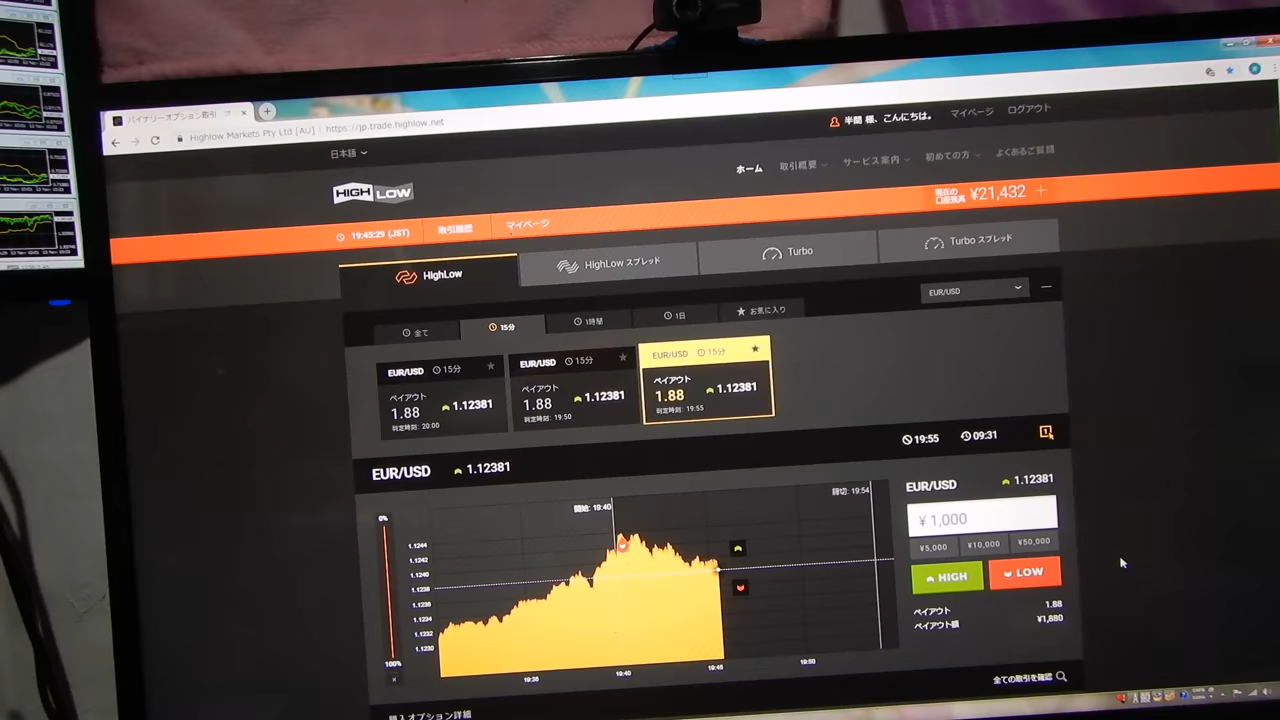 バイナリーオプション取引
Highlow Markets Pty Ltd [AU] | https://jp.trade.highlow.net
日本語
半間 様、こんにちは。 マイページ ログアウト
HIGH LOW
ホーム 取引概要 サービス案内 初めての方 よくあるご質問
19:45:29 (JST) 取引履歴 マイページ 現在の口座残高 ¥21,432
HighLow HighLow スプレッド Turbo Turbo スプレッド
EUR/USD
全て 15分 1時間 1日 お気に入り
EUR/USD 15分 EUR/USD 15分 EUR/USD 15分
ペイアウト ペイアウト ペイアウト
1.88 1.12381 1.88 1.12381 1.88 1.12381
判定時刻: 20:00 判定時刻: 19:50 判定時刻: 19:55
EUR/USD 1.12381 19:55 09:31
0%
開始: 19:40 締切: 19:54
1.1244
1.1242
1.1240
1.1238
1.1236
1.1234
1.1232
1.1230
100%
19:35 19:40 19:45 19:50
EUR/USD 1.12381
¥ 1,000
¥5,000 ¥10,000 ¥50,000
HIGH LOW
ペイアウト 1.88
ペイアウト額 ¥1,880
全ての取引を確認
購入オプション詳細